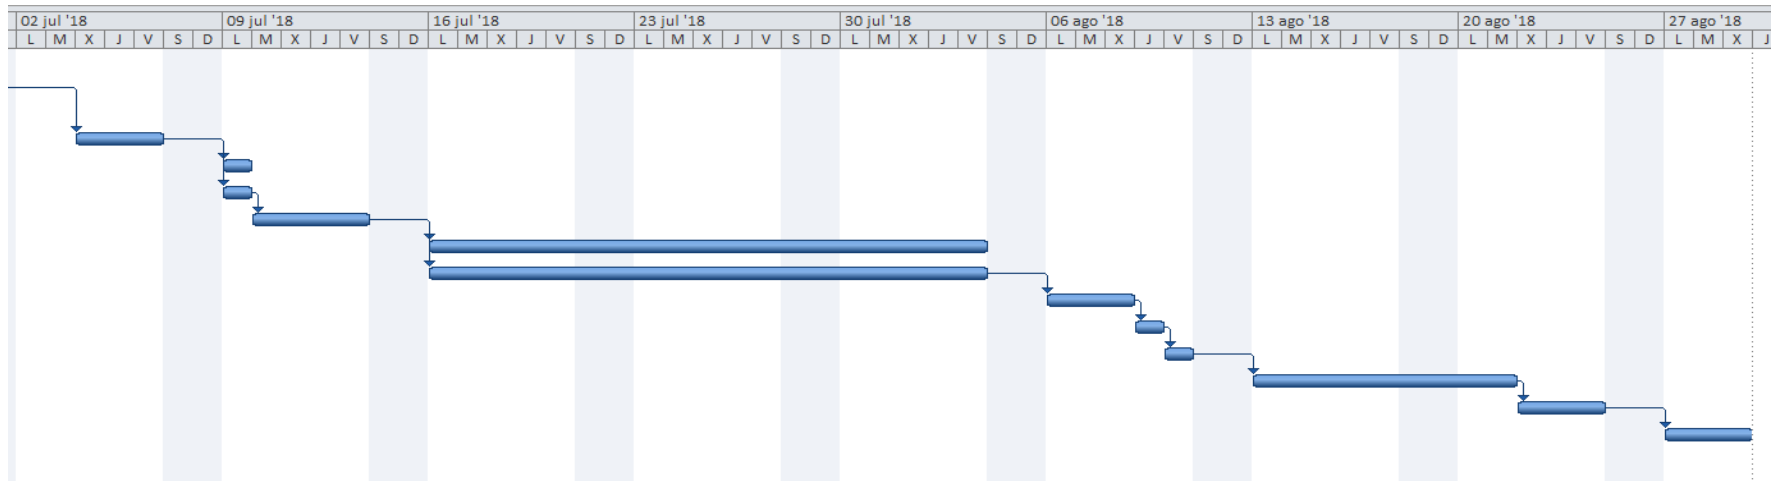 02 jul '18 09 jul '18 16 jul '18 23 jul '18 30 jul '18 06 ago '18 13 ago '18 20 ago '18 27 ago '18
L M X J V S D L M X J V S D L M X J V S D L M X J V S D L M X J V S D L M X J V S D L M X J V S D L M X J V S D L M X J